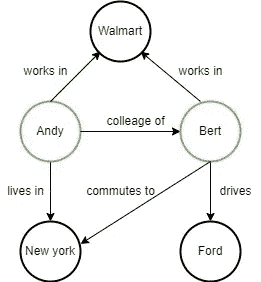 Walmart
works in
works in
Andy
colleage of
Bert
lives in
commutes to
drives
New york
Ford